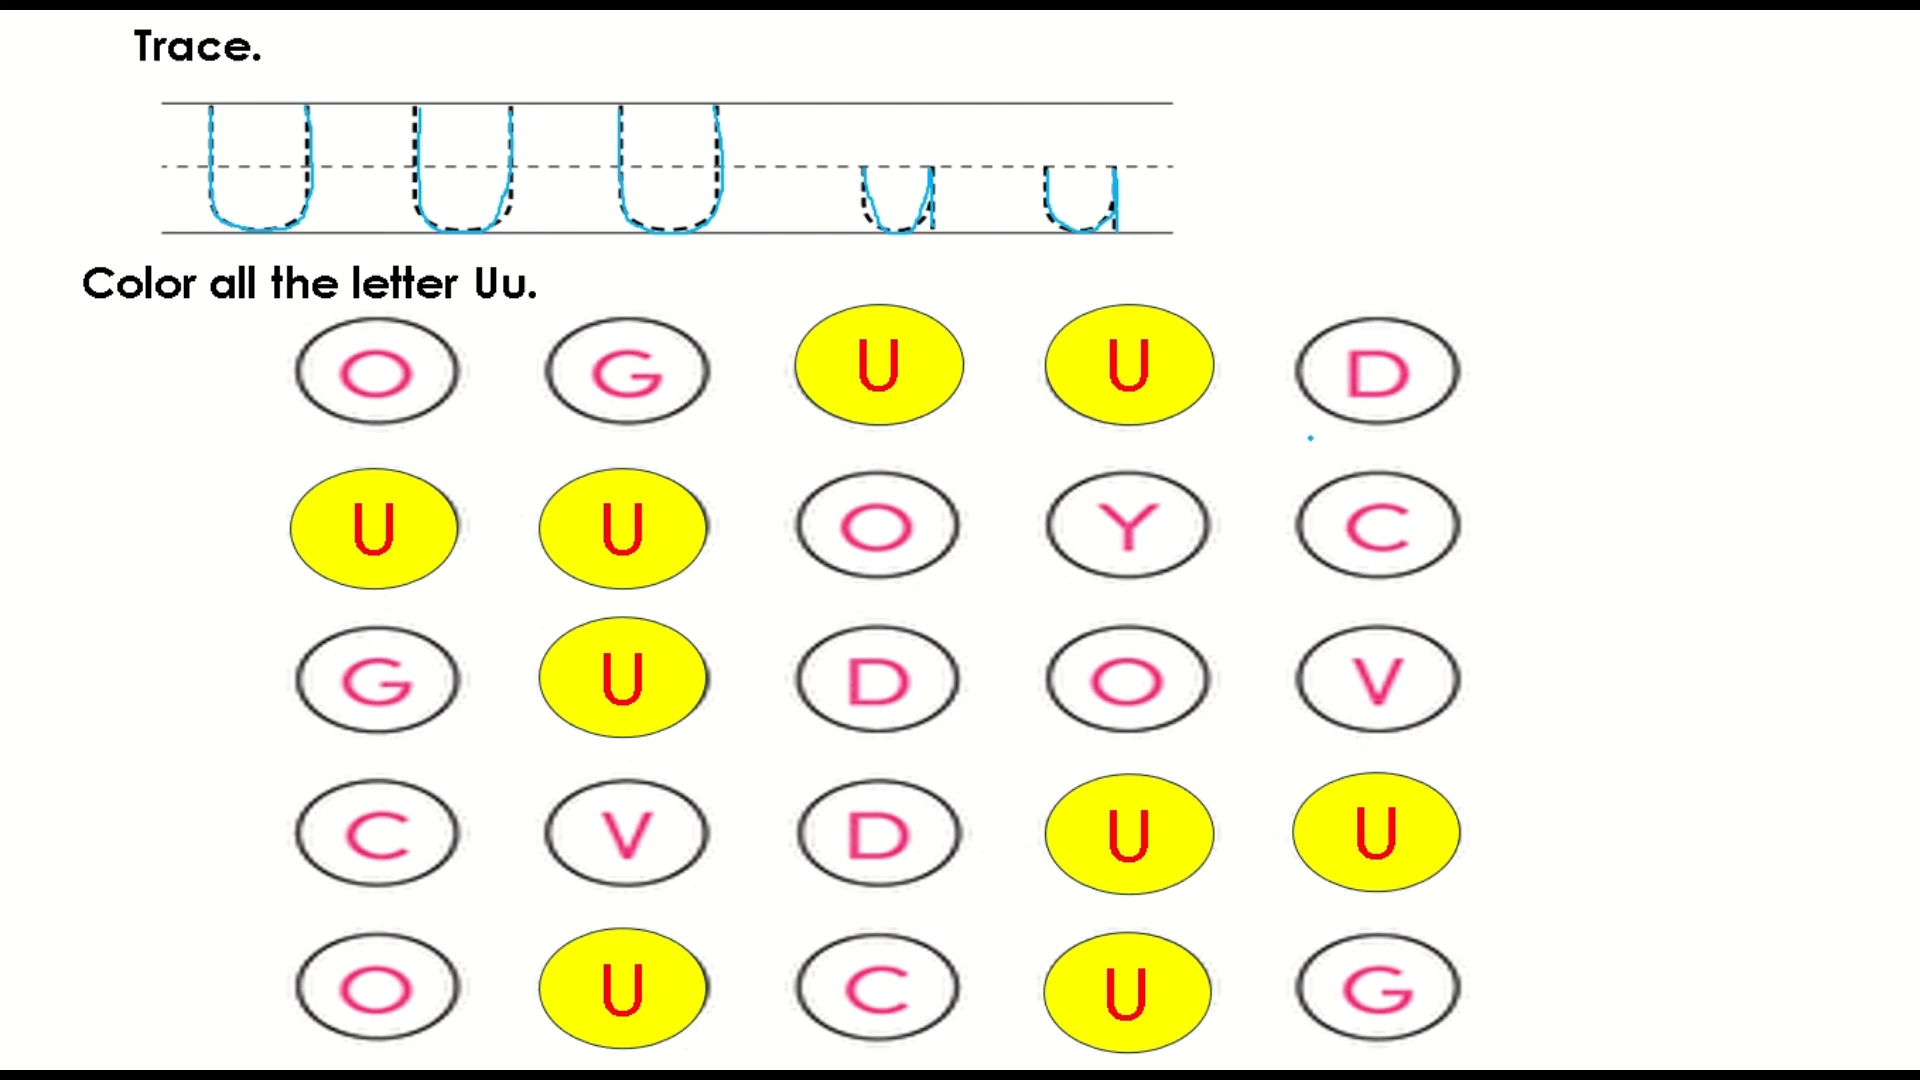 Trace.
U U U u u
Color all the letter Uu.
O G U U D
U U O Y C
G U D O V
C V D U U
O U C U G